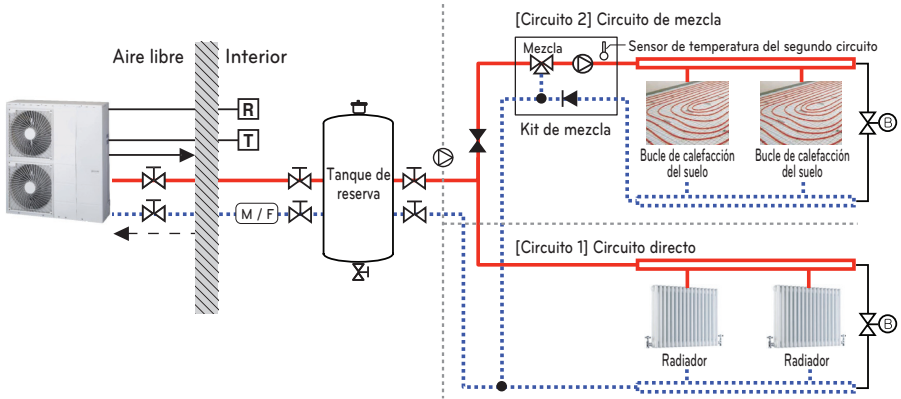 [Circuito 2] Circuito de mezcla
Aire libre
Interior
Mezcla
Sensor de temperatura del segundo circuito
R
T
Kit de mezcla
B
Bucle de calefacción
del suelo
Bucle de calefacción
del suelo
Tanque de
reserva
M / F
[Circuito 1] Circuito directo
B
Radiador
Radiador